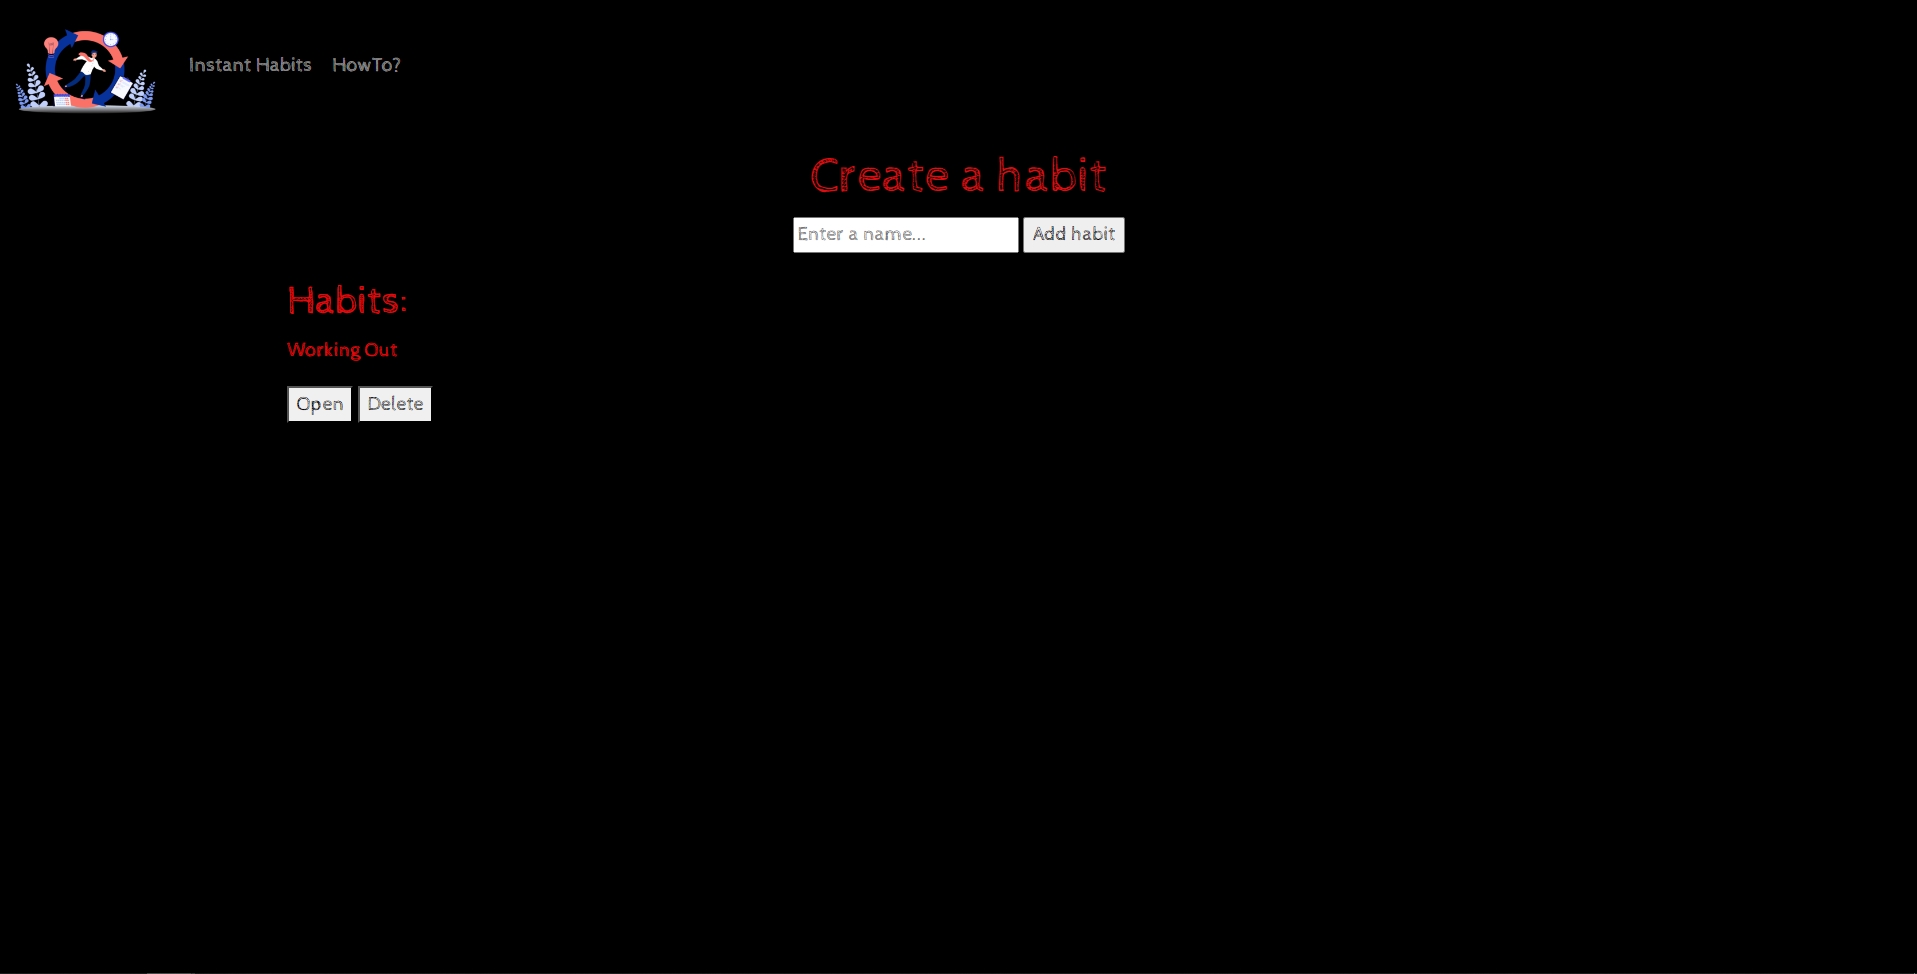 Instant Habits HowTo?
Create a habit
Enter a name... Add habit
Habits:
Working Out
Open Delete